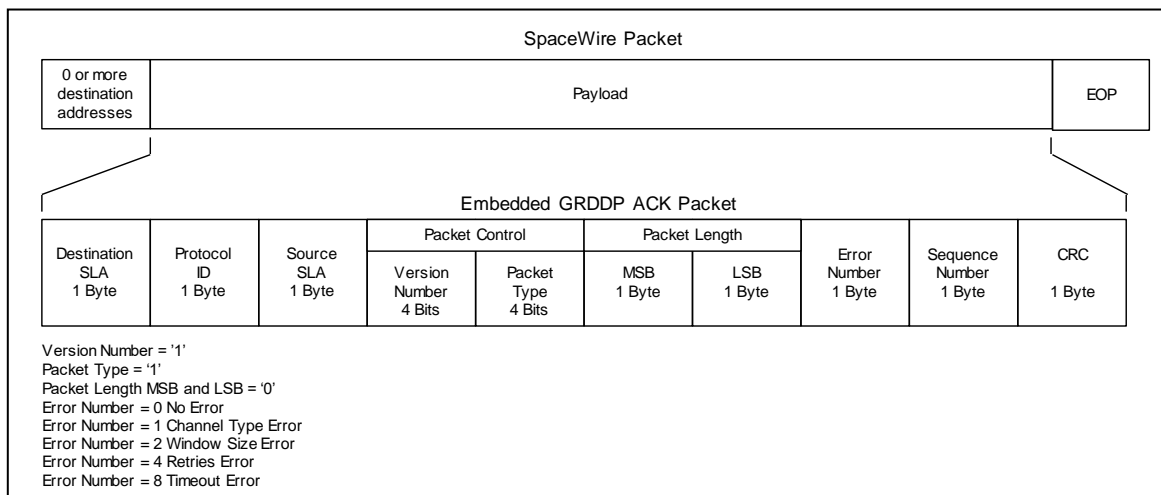 SpaceWire Packet
0 or more
destination
addresses
Payload
EOP
Embedded GRDDP ACK Packet
Destination
SLA
1 Byte
Protocol
ID
1 Byte
Source
SLA
1 Byte
Packet Control
Version
Number
4 Bits
Packet
Type
4 Bits
Packet Length
MSB
1 Byte
LSB
1 Byte
Error
Number
1 Byte
Sequence
Number
1 Byte
CRC
1 Byte
Version Number = '1'
Packet Type = '1'
Packet Length MSB and LSB = '0'
Error Number = 0 No Error
Error Number = 1 Channel Type Error
Error Number = 2 Window Size Error
Error Number = 4 Retries Error
Error Number = 8 Timeout Error